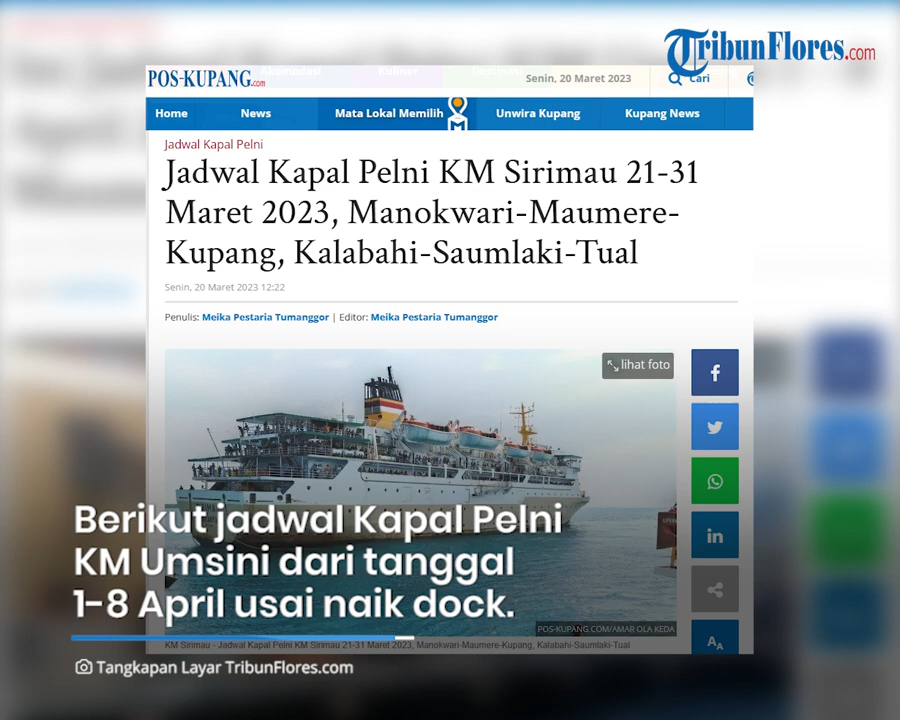 TribunFlores.com
Akomodasi
Kuliner
POS-KUPANG.com
Senin, 20 Maret 2023
Cari
Home
News
Mata Lokal Memilih
Unwira Kupang
Kupang News
Jadwal Kapal Pelni
Jadwal Kapal Pelni KM Sirimau 21-31
Maret 2023, Manokwari-Maumere-
Kupang, Kalabahi-Saumlaki-Tual
Senin, 20 Maret 2023 12:22
Penulis: Meika Pestaria Tumanggor | Editor: Meika Pestaria Tumanggor
lihat foto
Berikut jadwal Kapal Pelni
KM Umsini dari tanggal
1-8 April usai naik dock.
POS-KUPANG.COM/AMAR OLA KEDA
KM Sirimau - Jadwal Kapal Pelni KM Sirimau 21-31 Maret 2023, Manokwari-Maumere-Kupang, Kalabahi-Saumlaki-Tual
AA
Tangkapan Layar TribunFlores.com